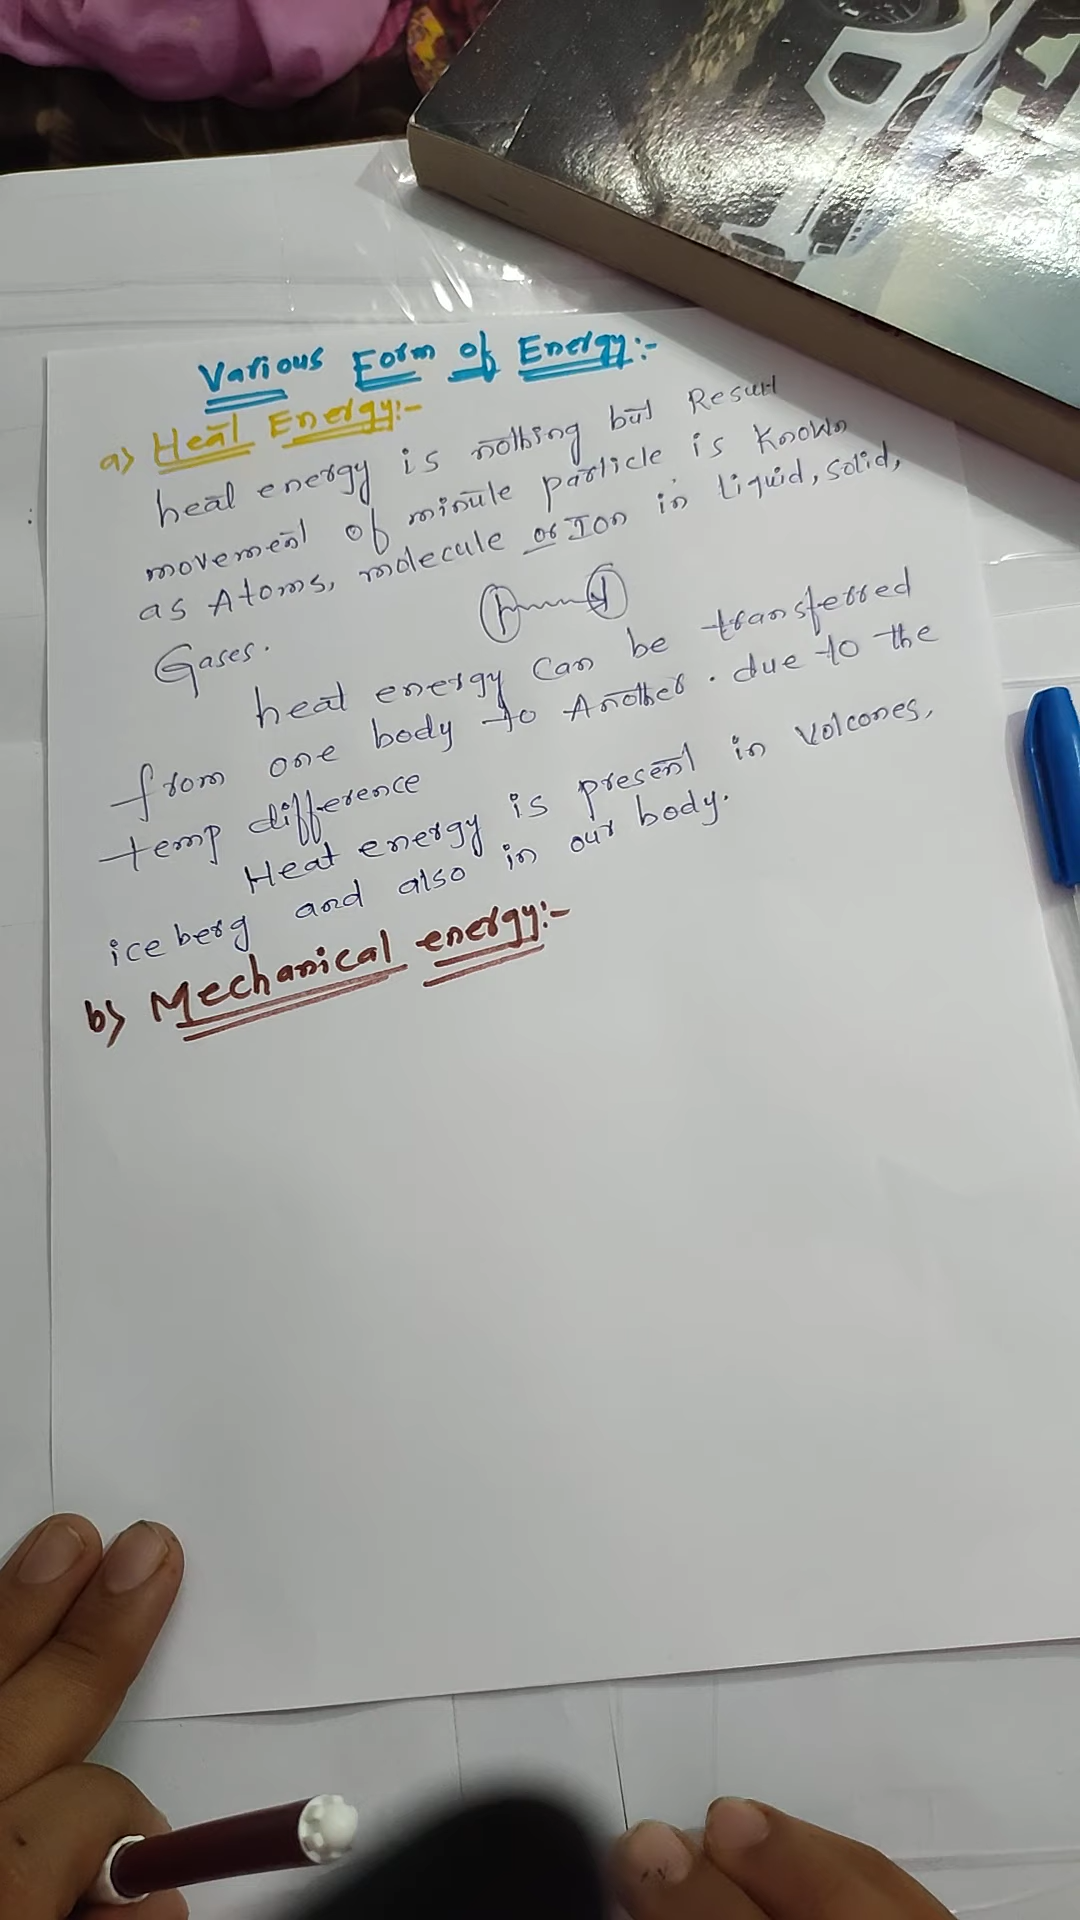 Various Form of Energy:-
a) Heat Energy:-
heat energy is nothing but Result
movement of minute particle is known
as Atoms, molecule or Ion in liquid, solid,
Gases.
heat energy can be transferred
from one body to Another. due to the
temp difference
Heat energy is present in Volcones,
ice berg and also in our body.
b) Mechanical energy:-